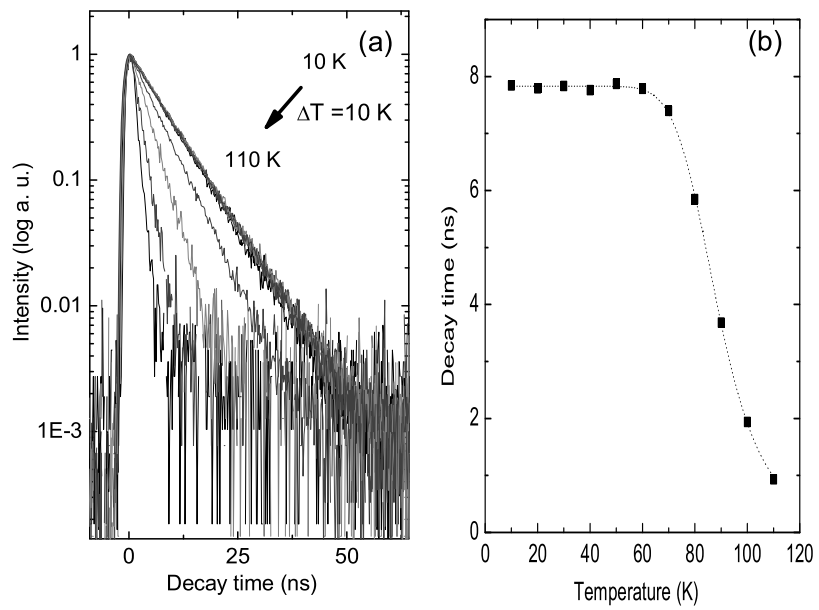 (a)
10 K
ΔT =10 K
110 K
1
0.1
0.01
1E-3
Intensity (log a. u.)
0 25 50
Decay time (ns)
(b)
8
6
4
2
0
Decay time (ns)
0 20 40 60 80 100 120
Temperature (K)